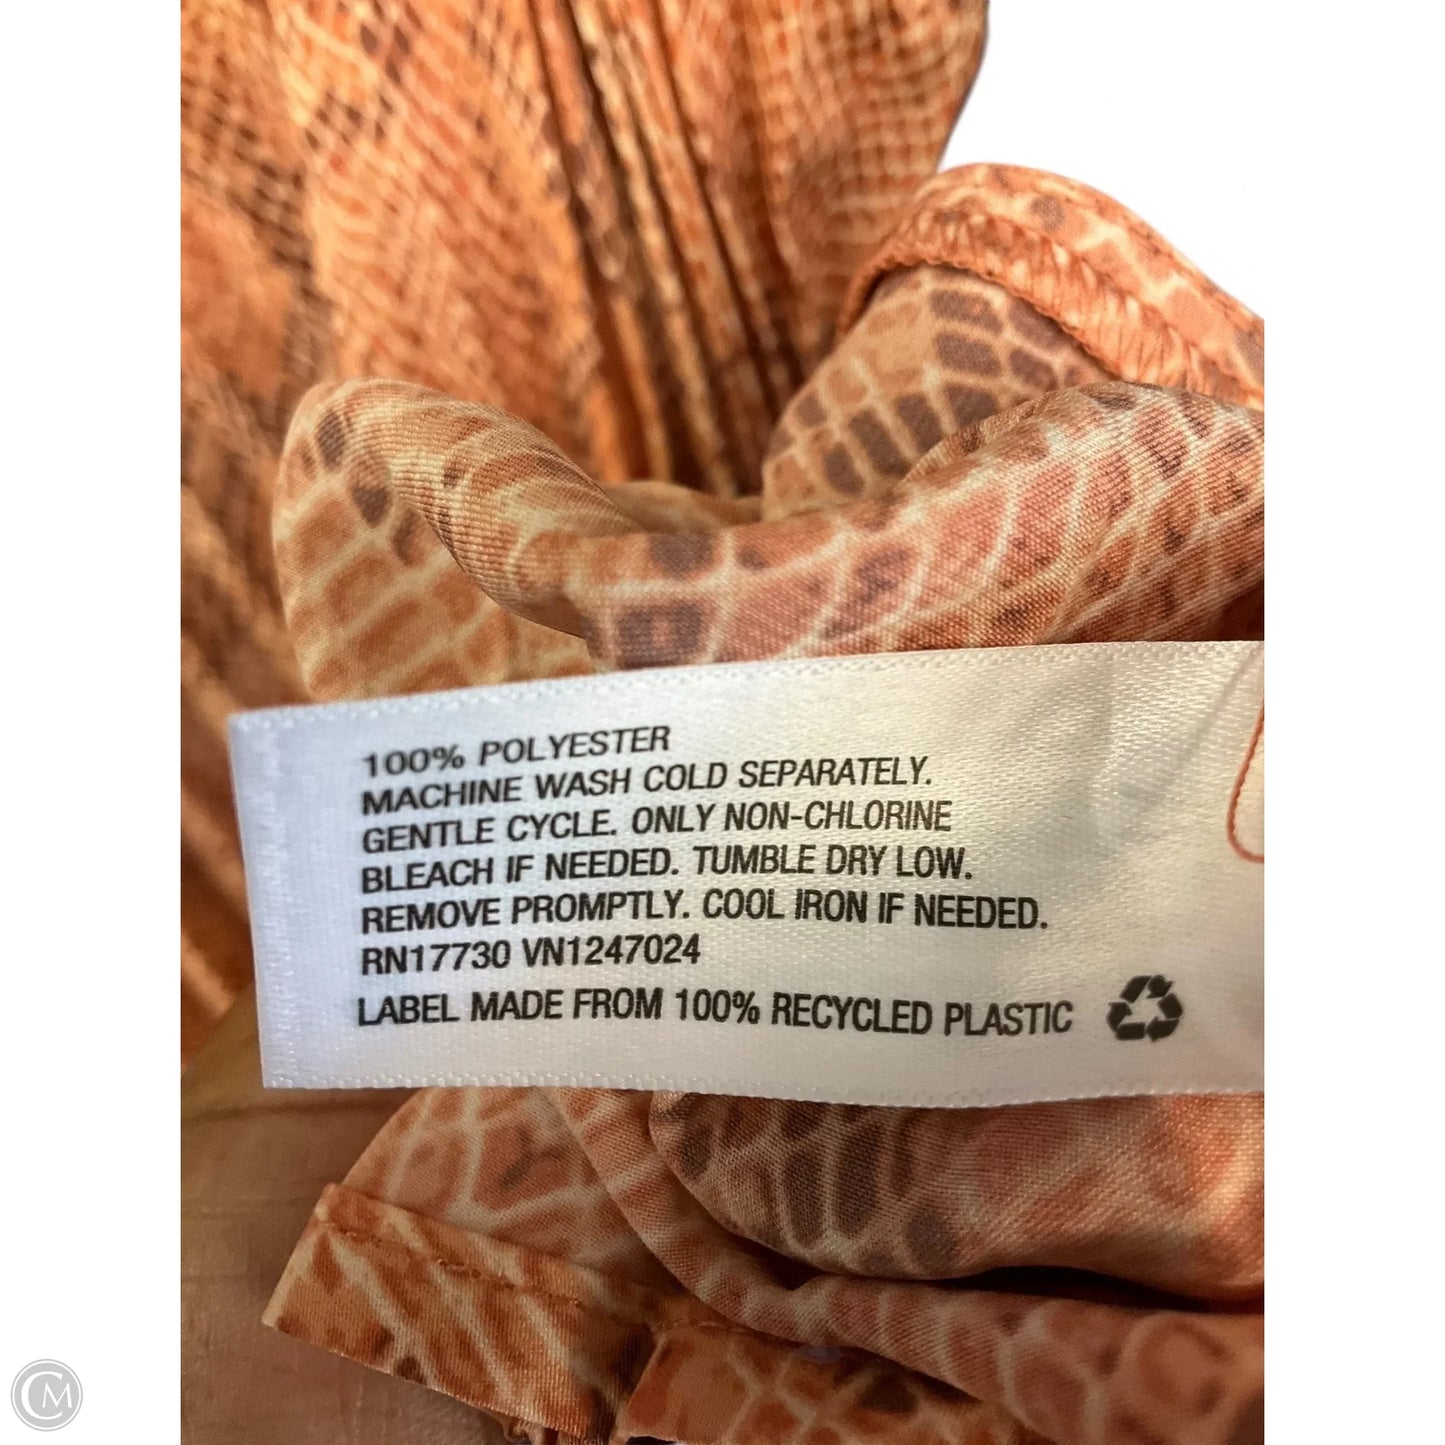 100% POLYESTER
MACHINE WASH COLD SEPARATELY.
GENTLE CYCLE. ONLY NON-CHLORINE
BLEACH IF NEEDED. TUMBLE DRY LOW.
REMOVE PROMPTLY. COOL IRON IF NEEDED.
RN17730 VN1247024
LABEL MADE FROM 100% RECYCLED PLASTIC
CM